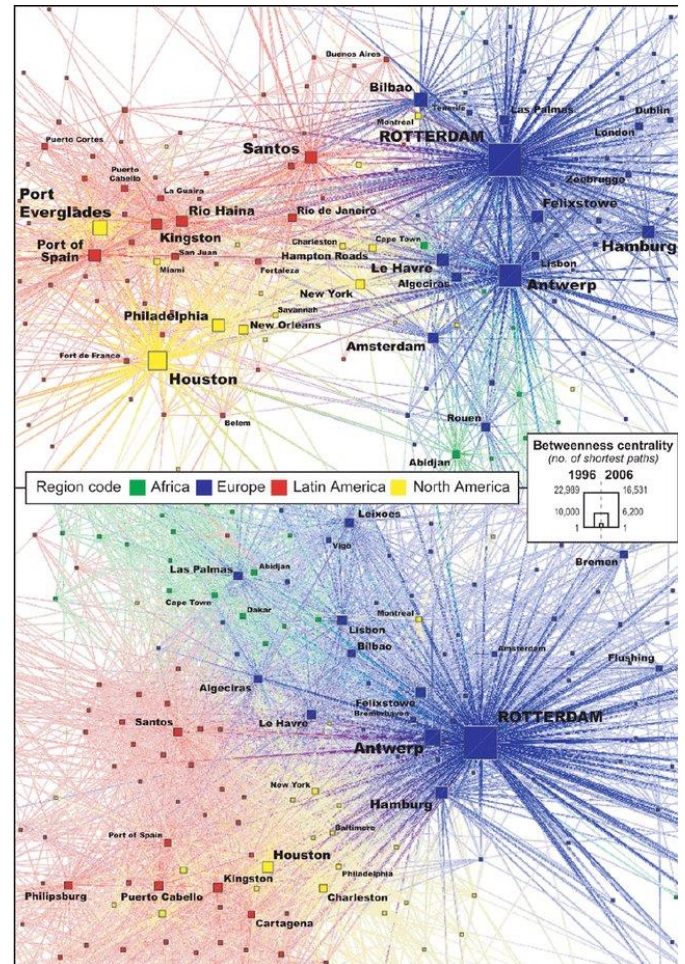 Buenos Aires
Bilbao
Tenerife
Las Palmas
Dublin
Montreal
London
ROTTERDAM
Puerto Cortes
Santos
Zeebrugge
Puerto
Cabello
La Guaira
Port
Everglades
Rio Haina
Rio de Janeiro
Felixstowe
Kingston
Charleston
Cape Town
Hamburg
Port of
Spain
San Juan
Hampton Roads
Miami
Fortaleza
Le Havre
Lisbon
Algeciras
Antwerp
New York
Savannah
Philadelphia
New Orleans
Amsterdam
Fort de France
Houston
Belem
Rouen
Abidjan
Betweenness centrality
(no. of shortest paths)
1996 2006
22,989 16,531
10,000 6,200
1 1
Region code Africa Europe Latin America North America
Leixoes
Vigo
Bremen
Las Palmas
Abidjan
Cape Town
Dakar
Montreal
Lisbon
Bilbao
Amsterdam
Flushing
Algeciras
Felixstowe
Le Havre
Bremerhaven
ROTTERDAM
Santos
Antwerp
New York
Hamburg
Port of Spain
Baltimore
Houston
Philadelphia
Philipsburg
Puerto Cabello
Kingston
Charleston
Cartagena